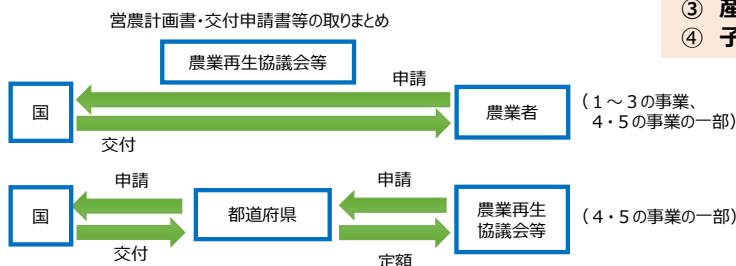 ③ 産
④ 子
営農計画書・交付申請書等の取りまとめ
農業再生協議会等
申請
国
農業者
（１～３の事業、
４・５の事業の一部）
交付
申請
申請
国
都道府県
農業再生
協議会等
（４・５の事業の一部）
交付
定額